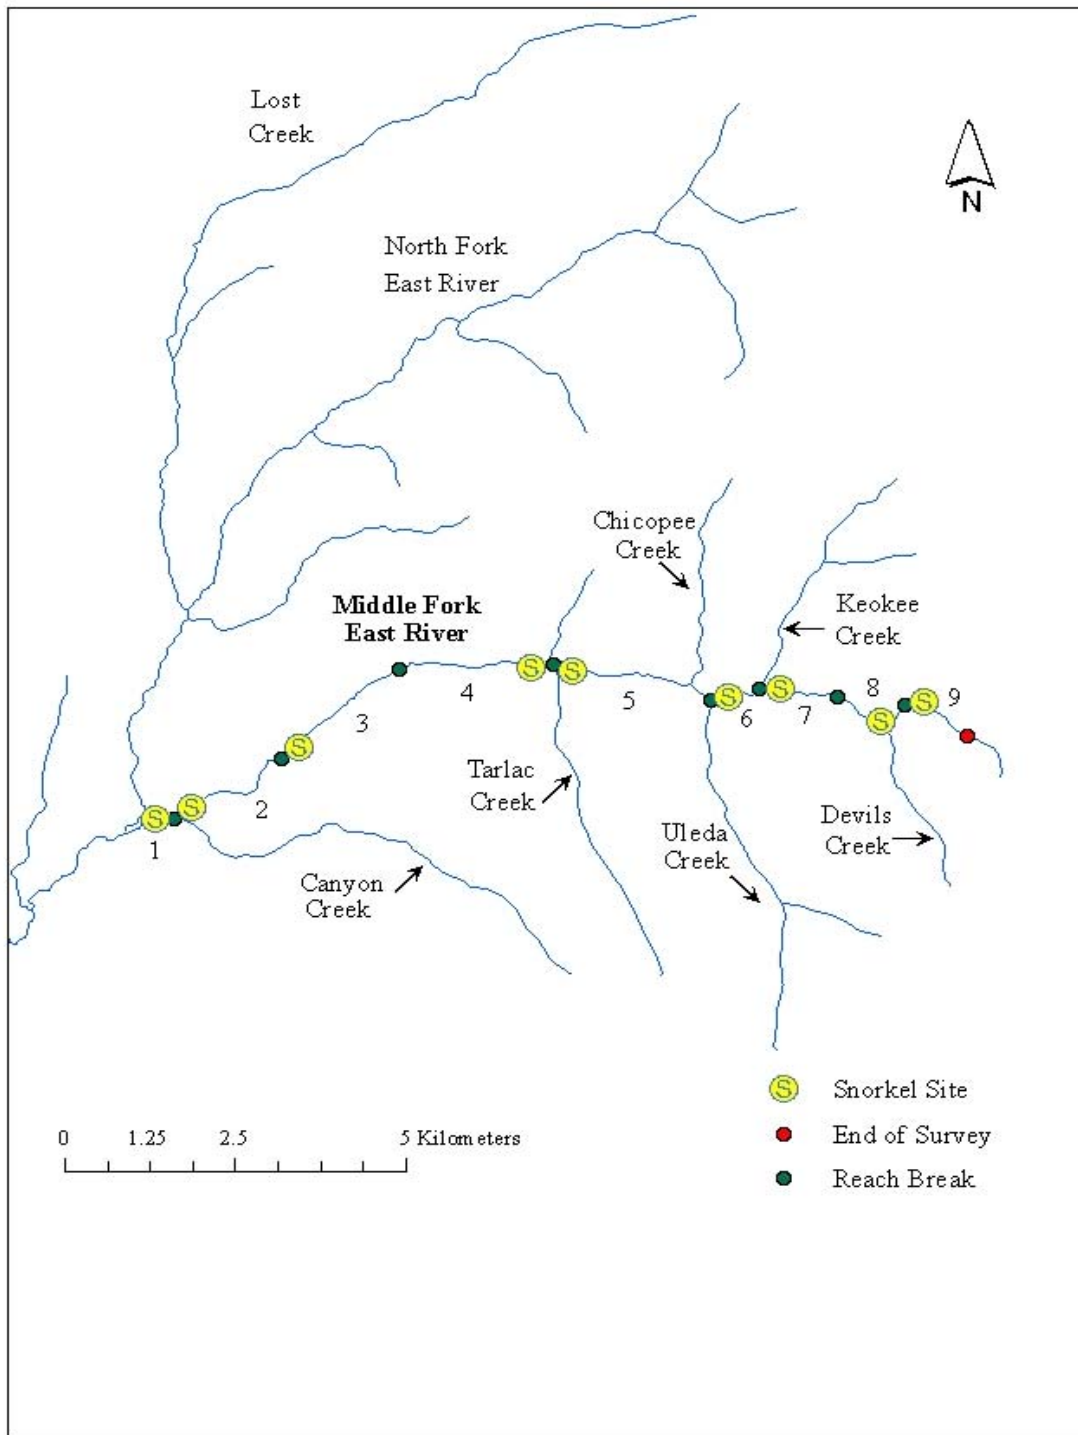 Lost
Creek
N
North Fork
East River
Chicopee
Creek
Middle Fork
East River
Keokee
Creek
4
5
6
7
8
9
3
2
1
Tarlac
Creek
Uleda
Creek
Devils
Creek
Canyon
Creek
S
S
S
S
S
S
S
S
S
0 1.25 2.5 5 Kilometers
S Snorkel Site
End of Survey
Reach Break